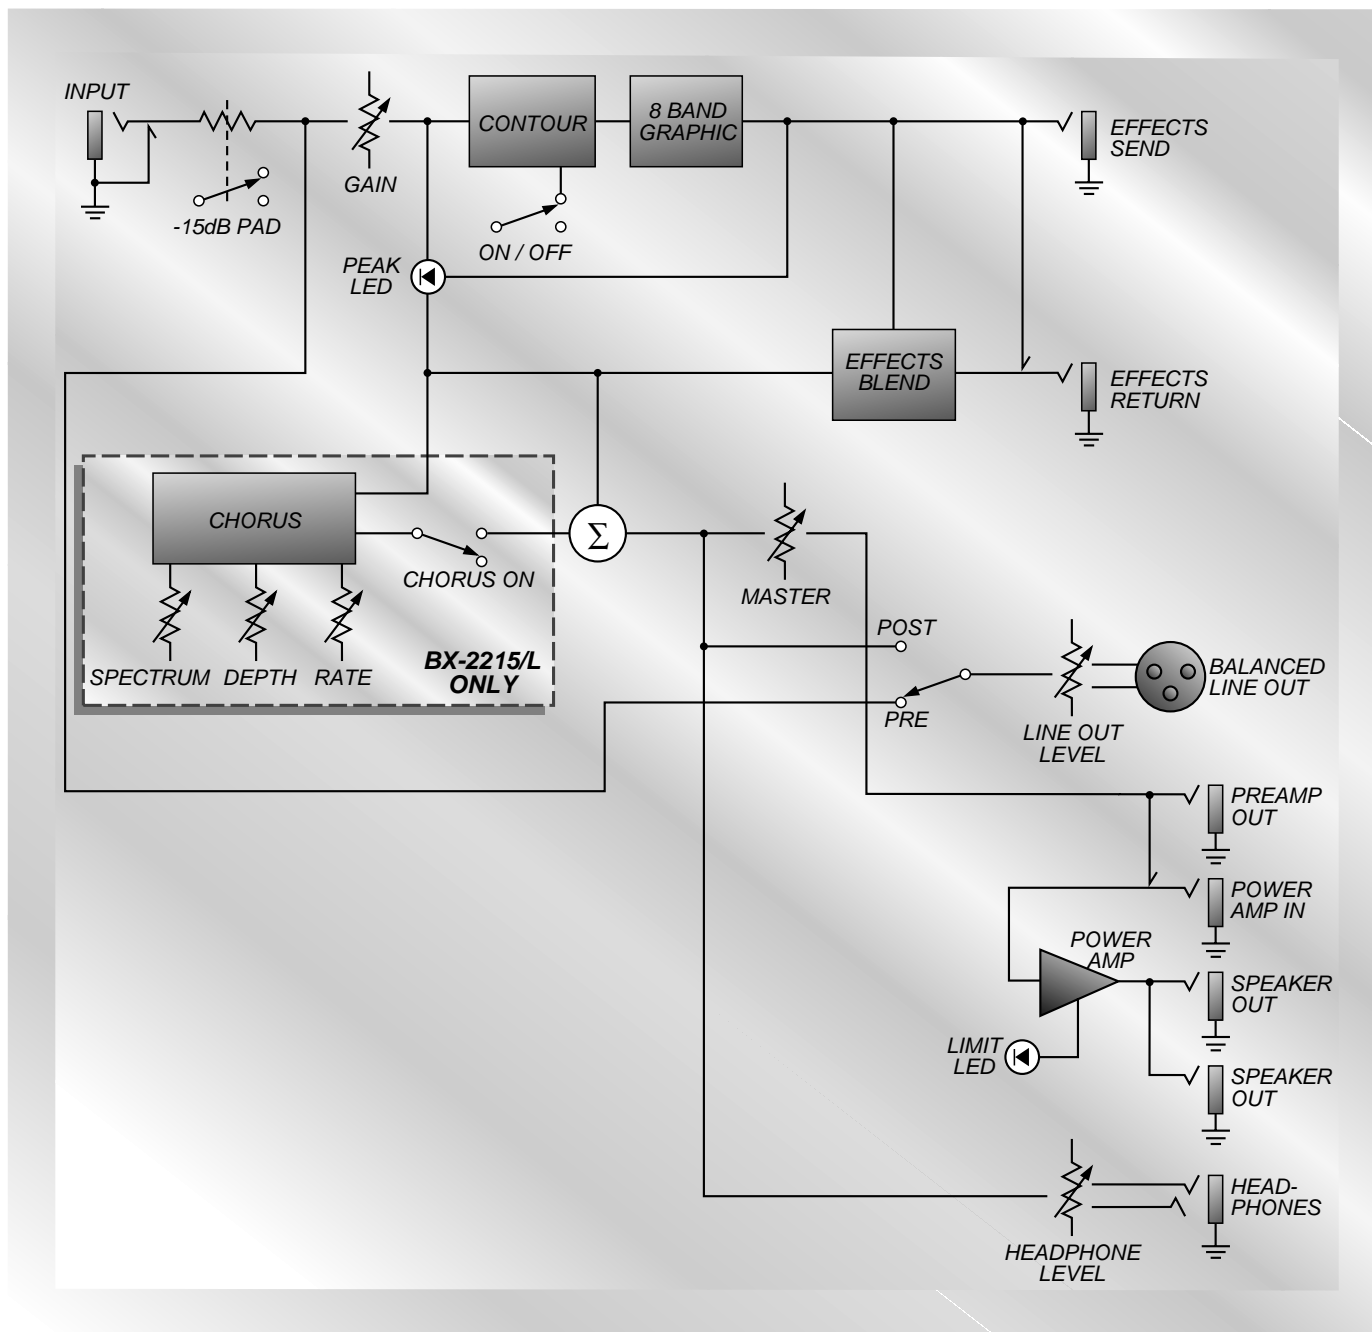 INPUT
-15dB PAD
GAIN
CONTOUR
ON / OFF
8 BAND
GRAPHIC
EFFECTS
SEND
PEAK
LED
EFFECTS
BLEND
EFFECTS
RETURN
CHORUS
CHORUS ON
SPECTRUM
DEPTH
RATE
BX-2215/L
ONLY
Σ
MASTER
POST
PRE
LINE OUT
LEVEL
BALANCED
LINE OUT
PREAMP
OUT
POWER
AMP IN
POWER
AMP
SPEAKER
OUT
LIMIT
LED
SPEAKER
OUT
HEADPHONE
LEVEL
HEAD-
PHONES